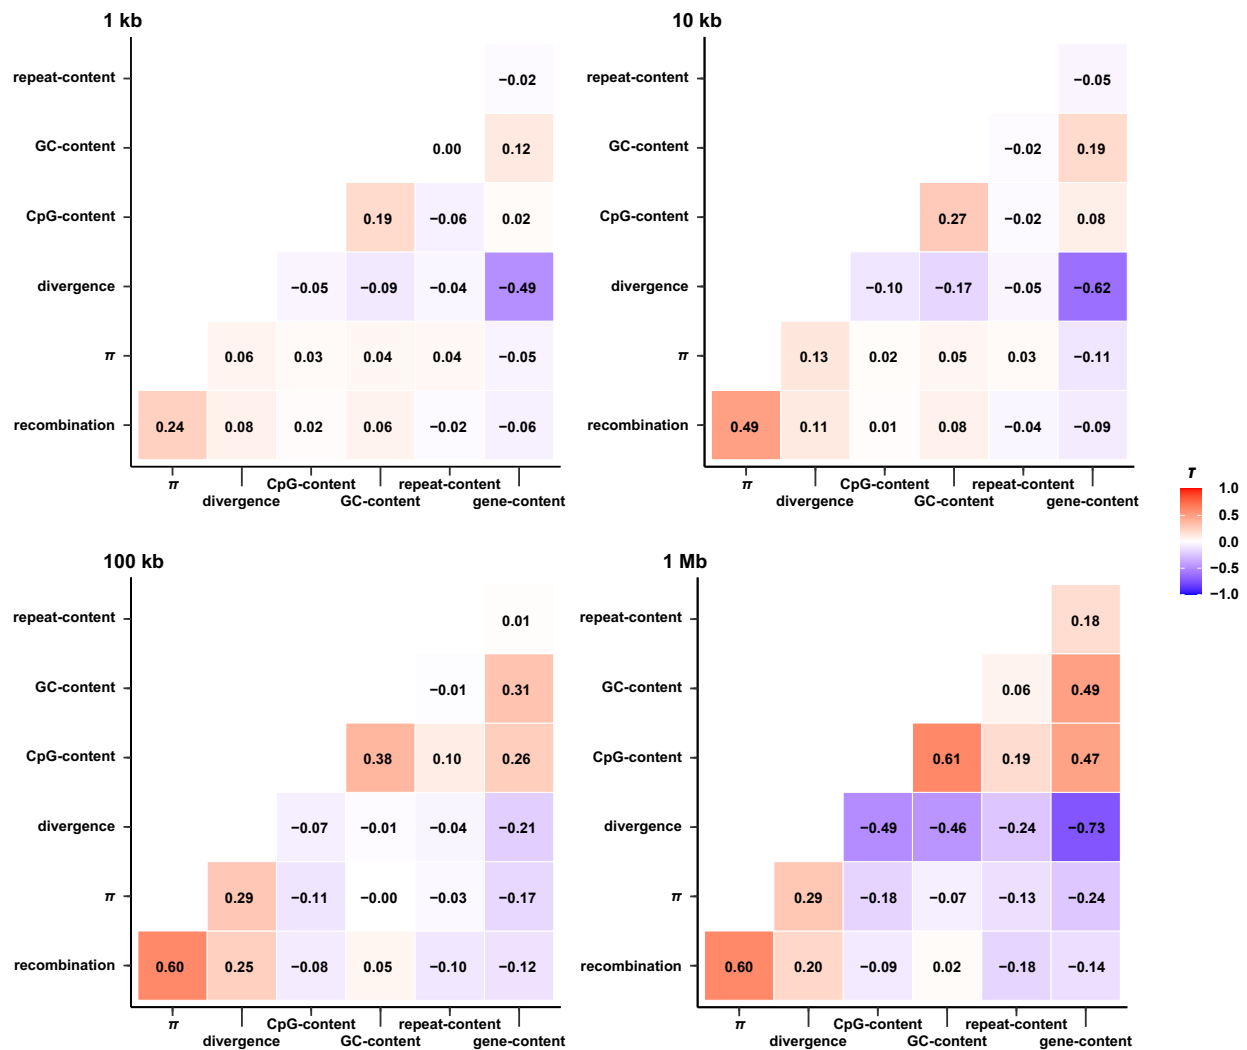 1 kb
repeat-content −0.02
GC-content 0.00 0.12
CpG-content 0.19 −0.06 0.02
divergence −0.05 −0.09 −0.04 −0.49
π 0.06 0.03 0.04 0.04 −0.05
recombination 0.24 0.08 0.02 0.06 −0.02 −0.06
π CpG-content repeat-content
divergence GC-content gene-content
10 kb
repeat-content −0.05
GC-content −0.02 0.19
CpG-content 0.27 −0.02 0.08
divergence −0.10 −0.17 −0.05 −0.62
π 0.13 0.02 0.05 0.03 −0.11
recombination 0.49 0.11 0.01 0.08 −0.04 −0.09
π CpG-content repeat-content
divergence GC-content gene-content
τ
1.0
0.5
0.0
−0.5
−1.0
100 kb
repeat-content 0.01
GC-content −0.01 0.31
CpG-content 0.38 0.10 0.26
divergence −0.07 −0.01 −0.04 −0.21
π 0.29 −0.11 −0.00 −0.03 −0.17
recombination 0.60 0.25 −0.08 0.05 −0.10 −0.12
π CpG-content repeat-content
divergence GC-content gene-content
1 Mb
repeat-content 0.18
GC-content 0.06 0.49
CpG-content 0.61 0.19 0.47
divergence −0.49 −0.46 −0.24 −0.73
π 0.29 −0.18 −0.07 −0.13 −0.24
recombination 0.60 0.20 −0.09 0.02 −0.18 −0.14
π CpG-content repeat-content
divergence GC-content gene-content